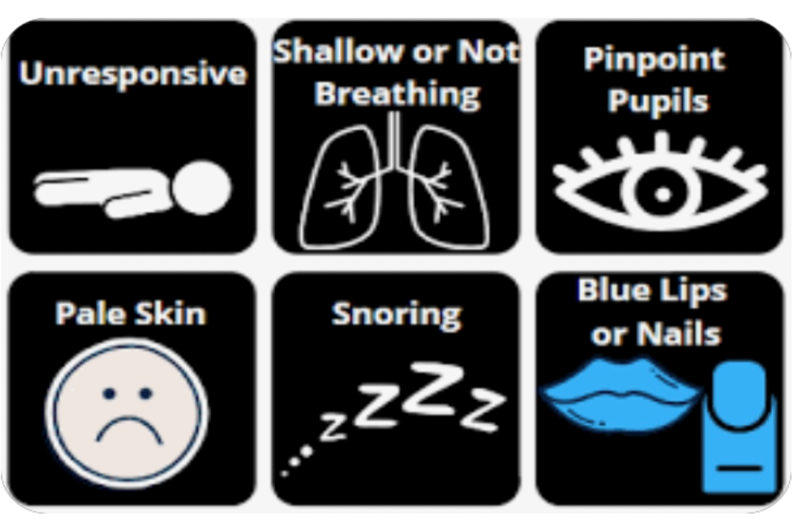 Unresponsive
Shallow or Not
Breathing
Pinpoint
Pupils
Pale Skin
Snoring
z Z Z Z
Blue Lips
or Nails